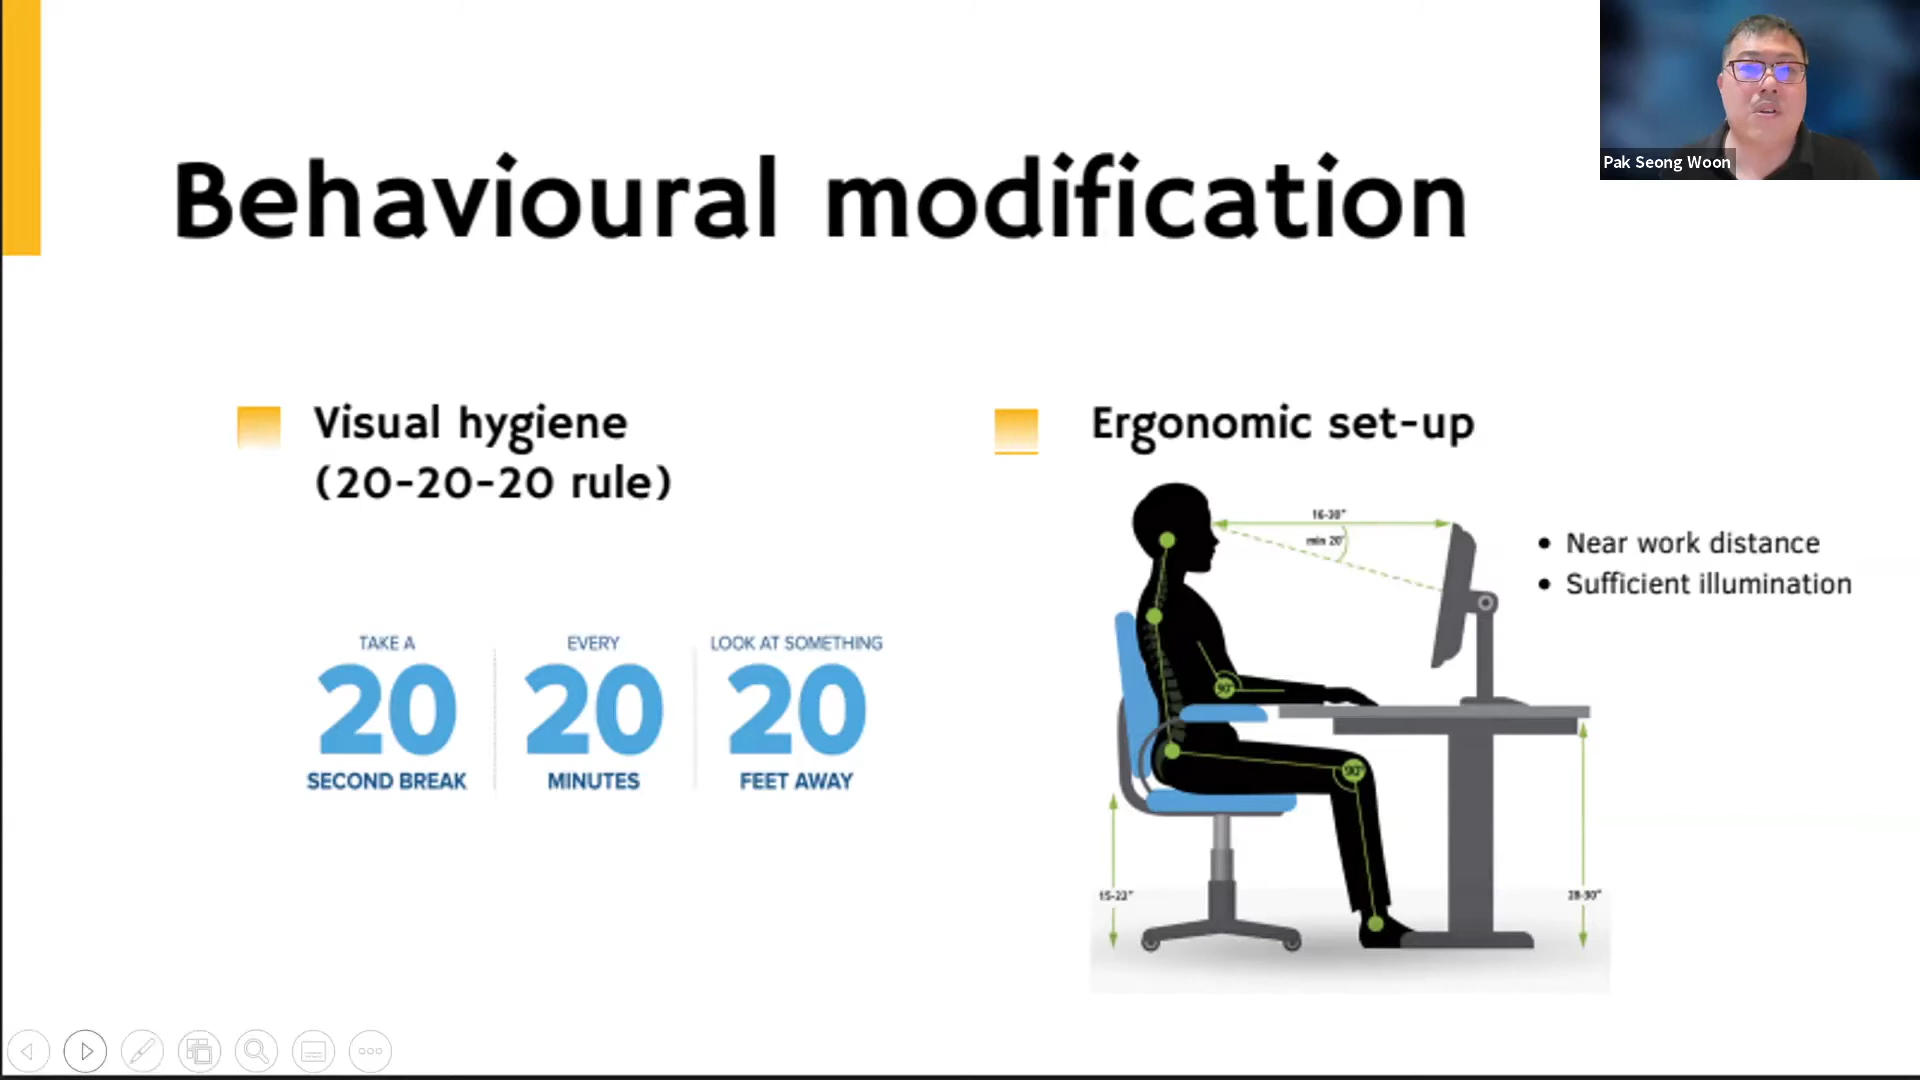 Pak Seong Woon
Behavioural modification
Visual hygiene
(20-20-20 rule)
TAKE A
20
SECOND BREAK
EVERY
20
MINUTES
LOOK AT SOMETHING
20
FEET AWAY
Ergonomic set-up
16-30"
min 20°
90°
90°
15-22"
28-30"
• Near work distance
• Sufficient illumination